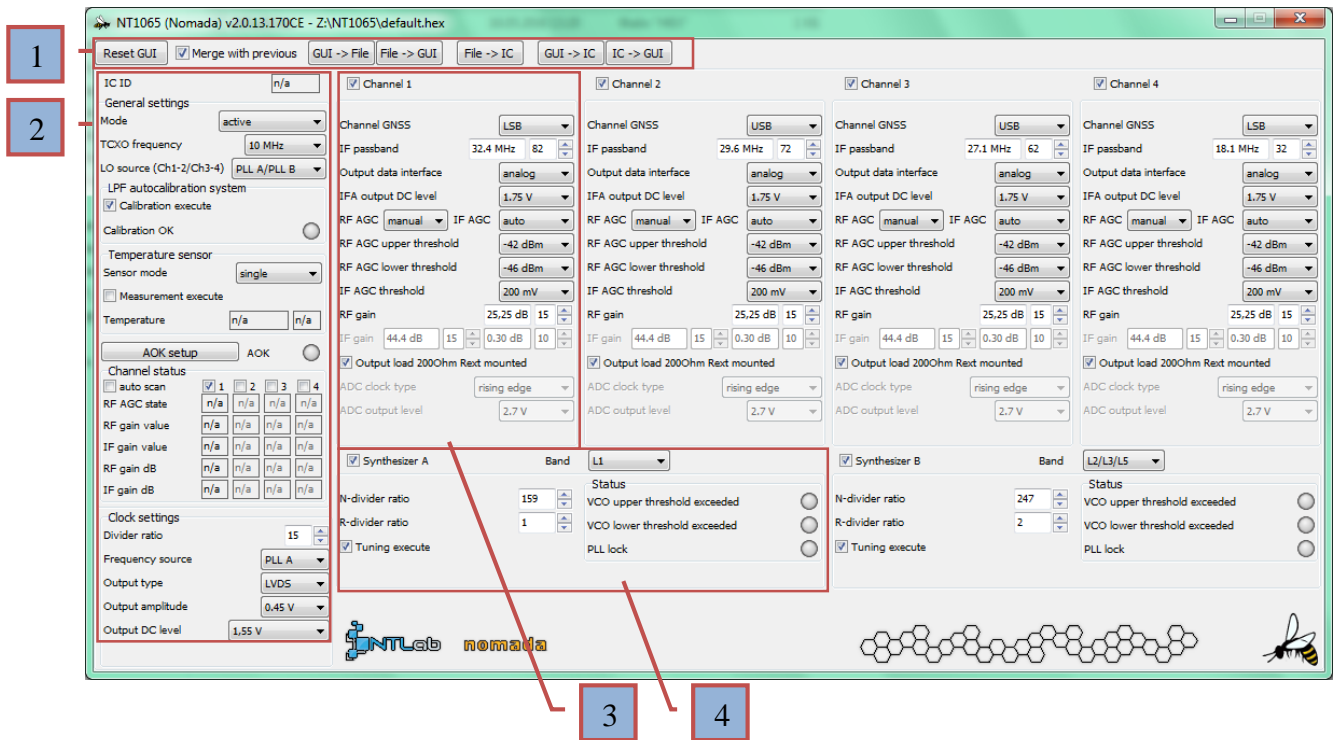 NT1065 (Nomada) v2.0.13.170CE - Z:\NT1065\default.hex
1
Reset GUI Merge with previous GUI -> File File -> GUI File -> IC GUI -> IC IC -> GUI
2
IC ID n/a
General settings
Mode active
TCXO frequency 10 MHz
LO source (Ch1-2/Ch3-4) PLL A/PLL B
LPF autocalibration system
Calibration execute
Calibration OK
Temperature sensor
Sensor mode single
Measurement execute
Temperature n/a n/a
AOK setup AOK
Channel status
auto scan 1 2 3 4
RF AGC state n/a n/a n/a n/a
RF gain value n/a n/a n/a n/a
IF gain value n/a n/a n/a n/a
RF gain dB n/a n/a n/a n/a
IF gain dB n/a n/a n/a n/a
Clock settings
Divider ratio 15
Frequency source PLL A
Output type LVDS
Output amplitude 0.45 V
Output DC level 1,55 V
Channel 1
Channel GNSS LSB
IF passband 32.4 MHz 82
Output data interface analog
IFA output DC level 1.75 V
RF AGC manual IF AGC auto
RF AGC upper threshold -42 dBm
RF AGC lower threshold -46 dBm
IF AGC threshold 200 mV
RF gain 25,25 dB 15
IF gain 44.4 dB 15 0.30 dB 10
Output load 200Ohm Rext mounted
ADC clock type rising edge
ADC output level 2.7 V
Channel 2
Channel GNSS USB
IF passband 29.6 MHz 72
Output data interface analog
IFA output DC level 1.75 V
RF AGC manual IF AGC auto
RF AGC upper threshold -42 dBm
RF AGC lower threshold -46 dBm
IF AGC threshold 200 mV
RF gain 25,25 dB 15
IF gain 44.4 dB 15 0.30 dB 10
Output load 200Ohm Rext mounted
ADC clock type rising edge
ADC output level 2.7 V
Channel 3
Channel GNSS USB
IF passband 27.1 MHz 62
Output data interface analog
IFA output DC level 1.75 V
RF AGC manual IF AGC auto
RF AGC upper threshold -42 dBm
RF AGC lower threshold -46 dBm
IF AGC threshold 200 mV
RF gain 25,25 dB 15
IF gain 44.4 dB 15 0.30 dB 10
Output load 200Ohm Rext mounted
ADC clock type rising edge
ADC output level 2.7 V
Channel 4
Channel GNSS LSB
IF passband 18.1 MHz 32
Output data interface analog
IFA output DC level 1.75 V
RF AGC manual IF AGC auto
RF AGC upper threshold -42 dBm
RF AGC lower threshold -46 dBm
IF AGC threshold 200 mV
RF gain 25,25 dB 15
IF gain 44.4 dB 15 0.30 dB 10
Output load 200Ohm Rext mounted
ADC clock type rising edge
ADC output level 2.7 V
Synthesizer A Band L1
N-divider ratio 159
R-divider ratio 1
Tuning execute
Status
VCO upper threshold exceeded
VCO lower threshold exceeded
PLL lock
Synthesizer B Band L2/L3/L5
N-divider ratio 247
R-divider ratio 2
Tuning execute
Status
VCO upper threshold exceeded
VCO lower threshold exceeded
PLL lock
NTLab nomada
3
4